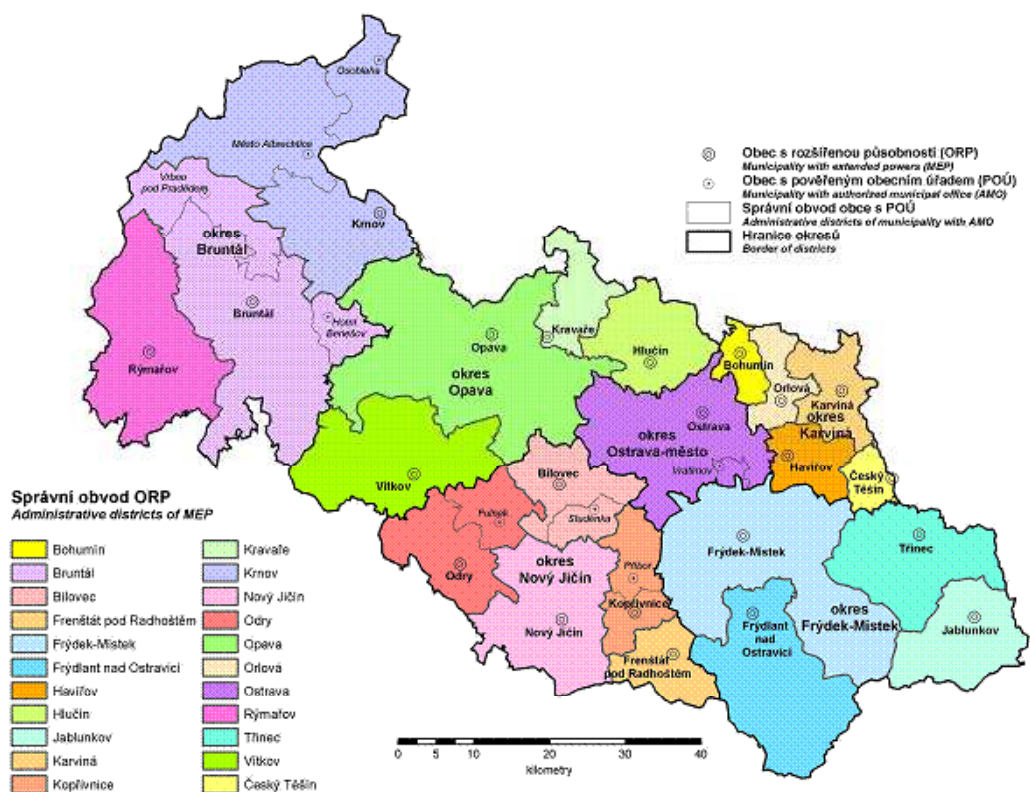 Osoblaha
Město Albrechtice
Vrbno
pod Pradědem
Krnov
okres
Bruntál
Bruntál
Horní
Benešov
Rýmařov
Obec s rozšířenou působností (ORP)
Municipality with extended powers (MEP)
Obec s pověřeným obecním úřadem (POÚ)
Municipality with authorized municipal office (AMO)
Správní obvod obce s POÚ
Administrative districts of municipality with AMO
Hranice okresů
Border of districts
Opava
Kravaře
Hlučín
okres
Opava
Bohumín
Orlová
Karviná
okres
Karviná
Ostrava
okres
Ostrava-město
Vratimov
Havířov
Český
Těšín
Vítkov
Bílovec
Studénka
Fulnek
Odry
okres
Nový Jičín
Nový Jičín
Příbor
Kopřivnice
Frenštát
pod Radhoštěm
Frýdek-Místek
Třinec
Frýdlant
nad
Ostravicí
okres
Frýdek-Místek
Jablunkov
Správní obvod ORP
Administrative districts of MEP
Bohumín
Bruntál
Bílovec
Frenštát pod Radhoštěm
Frýdek-Místek
Frýdlant nad Ostravicí
Havířov
Hlučín
Jablunkov
Karviná
Kopřivnice
Kravaře
Krnov
Nový Jičín
Odry
Opava
Orlová
Ostrava
Rýmařov
Třinec
Vítkov
Český Těšín
0 5 10 20 30 40
kilometry